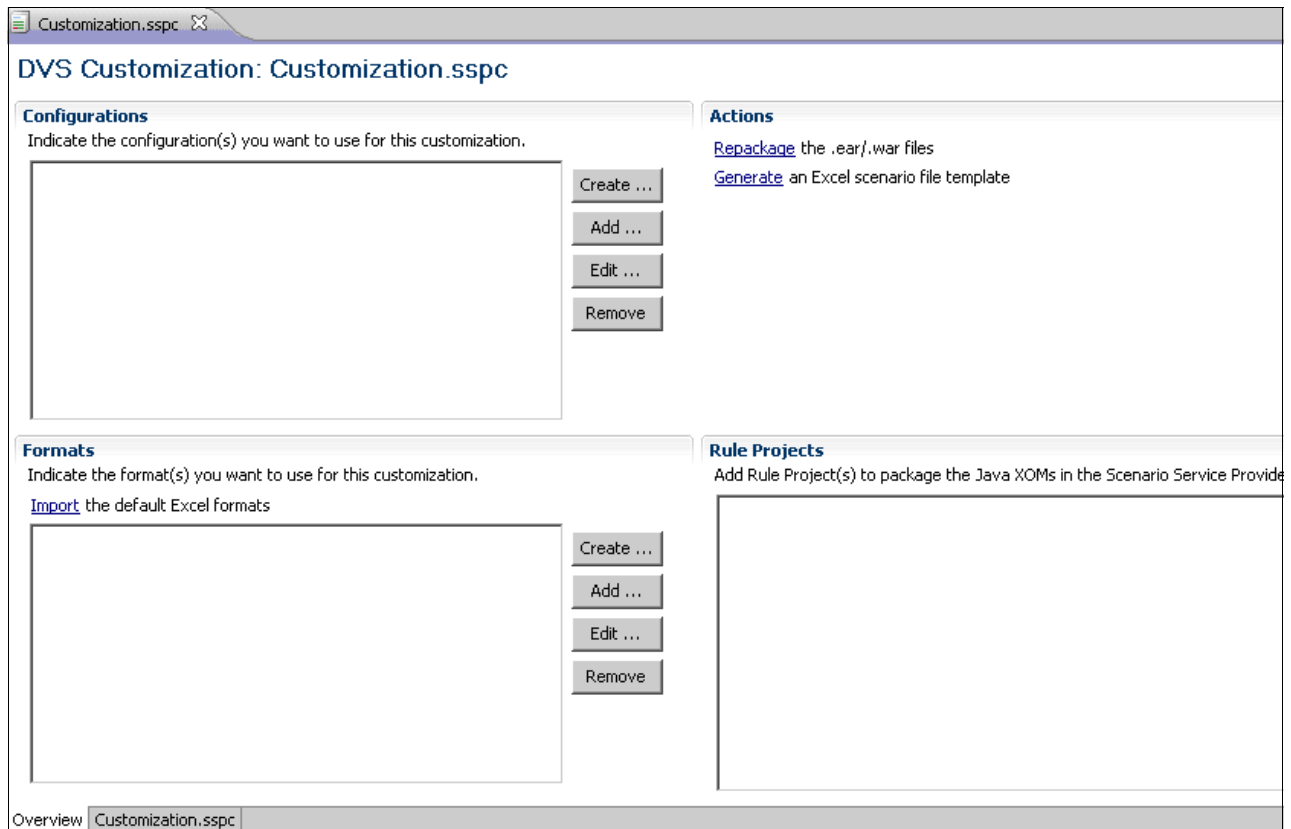 Customization.sspc
DVS Customization: Customization.sspc
Configurations
Indicate the configuration(s) you want to use for this customization.
Create ...
Add ...
Edit ...
Remove
Actions
Repackage the .ear/.war files
Generate an Excel scenario file template
Formats
Indicate the format(s) you want to use for this customization.
Import the default Excel formats
Create ...
Add ...
Edit ...
Remove
Rule Projects
Add Rule Project(s) to package the Java XOMs in the Scenario Service Provide
Overview
Customization.sspc